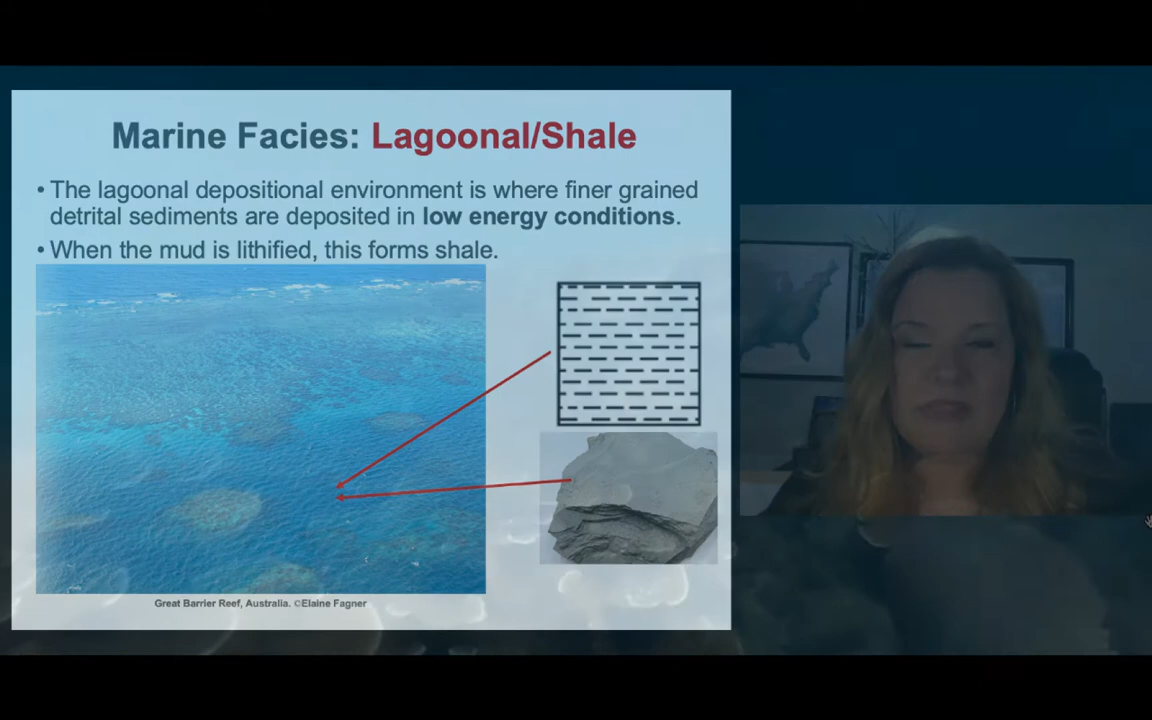 Marine Facies: Lagoonal/Shale
• The lagoonal depositional environment is where finer grained
detrital sediments are deposited in low energy conditions.
• When the mud is lithified, this forms shale.
Great Barrier Reef, Australia. ©Elaine Fagner